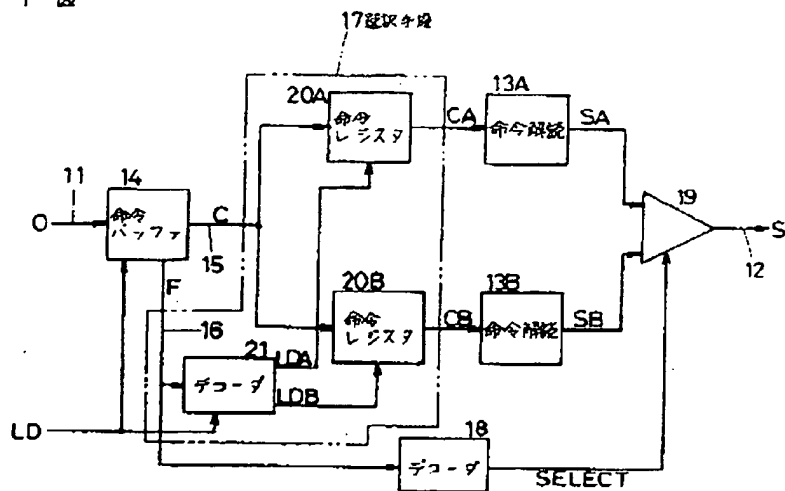 17選択手段
20A
命令
レジスタ
CA
13A
命令解読
SA
11
14
O
命令
バッファ
C
15
19
S
12
F
16
20B
命令
レジスタ
CB
13B
命令解読
SB
21
LDA
デコーダ
LDB
LD
18
デコーダ
SELECT